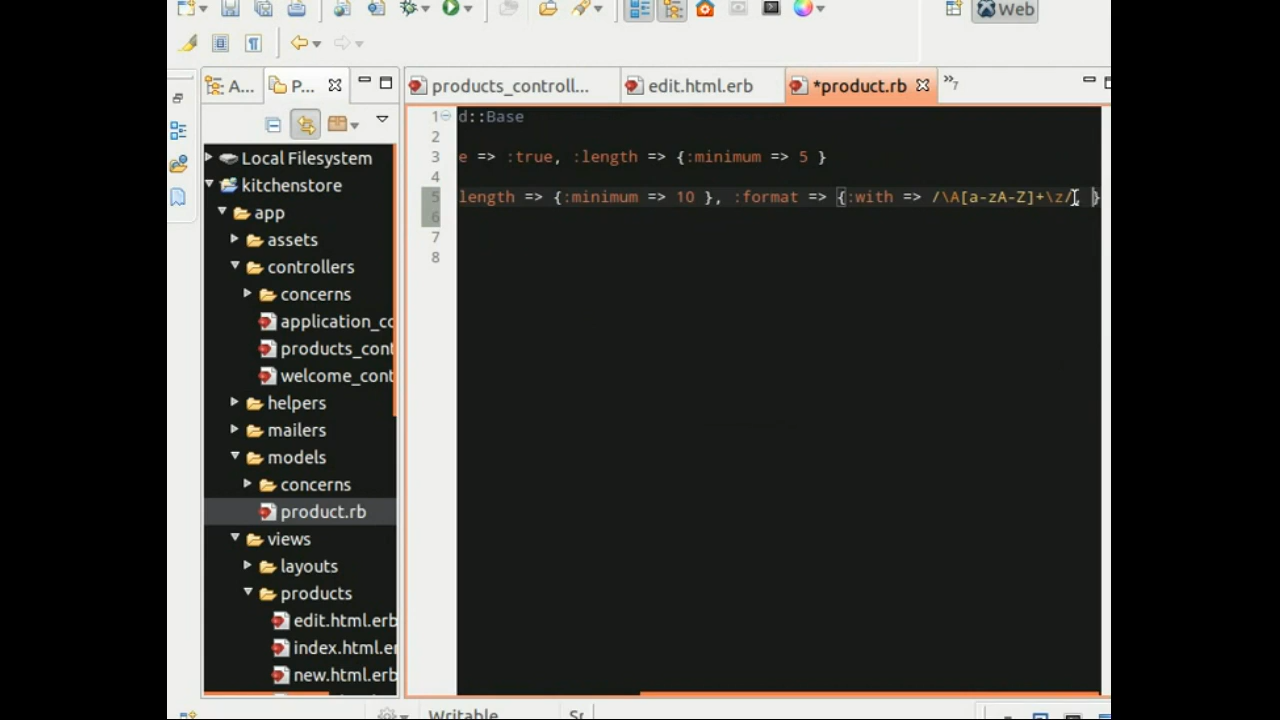 Web
A... P...
products_controll... edit.html.erb *product.rb »7
1 d::Base
2
3 e => :true, :length => {:minimum => 5 }
4
5 length => {:minimum => 10 }, :format => {:with => /\A[a-zA-Z]+\z/, }
6
7
8
Local Filesystem
kitchenstore
app
assets
controllers
concerns
application_co
products_cont
welcome_cont
helpers
mailers
models
concerns
product.rb
views
layouts
products
edit.html.erb
index.html.er
new.html.erb
Writable